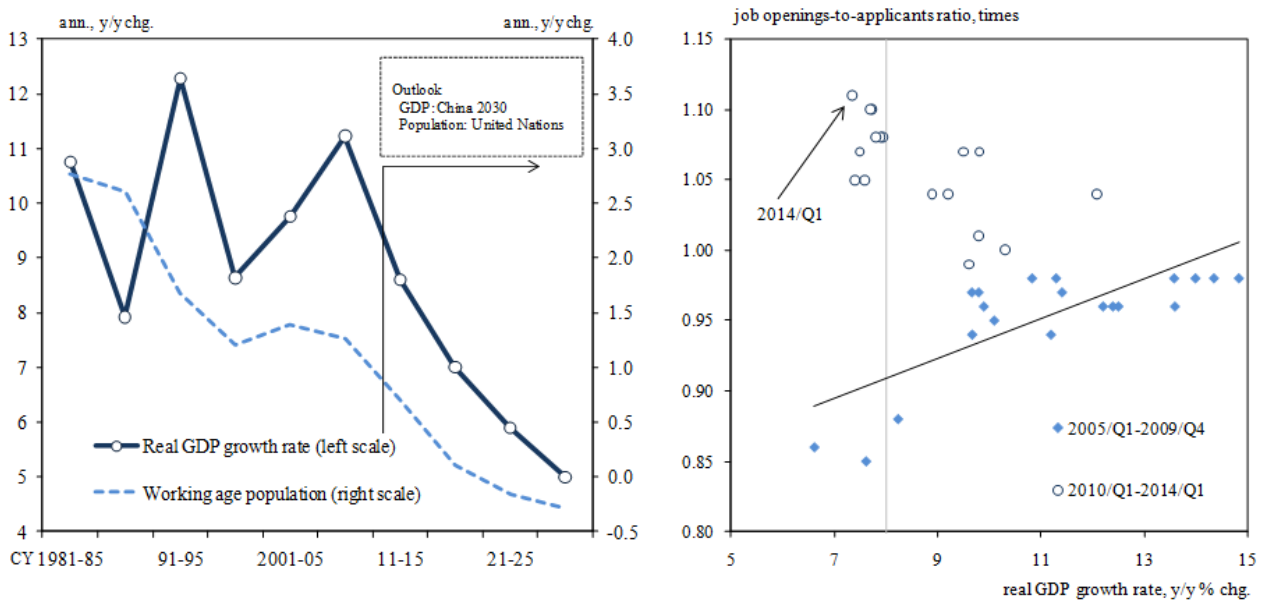 ann., y/y chg.
ann., y/y chg.
13
12
11
10
9
8
7
6
5
4
4.0
3.5
3.0
2.5
2.0
1.5
1.0
0.5
0.0
-0.5
Outlook
GDP: China 2030
Population: United Nations
Real GDP growth rate (left scale)
Working age population (right scale)
CY 1981-85 91-95 2001-05 11-15 21-25
job openings-to-applicants ratio, times
1.15
1.10
1.05
1.00
0.95
0.90
0.85
0.80
2014/Q1
2005/Q1-2009/Q4
2010/Q1-2014/Q1
5 7 9 11 13 15
real GDP growth rate, y/y % chg.